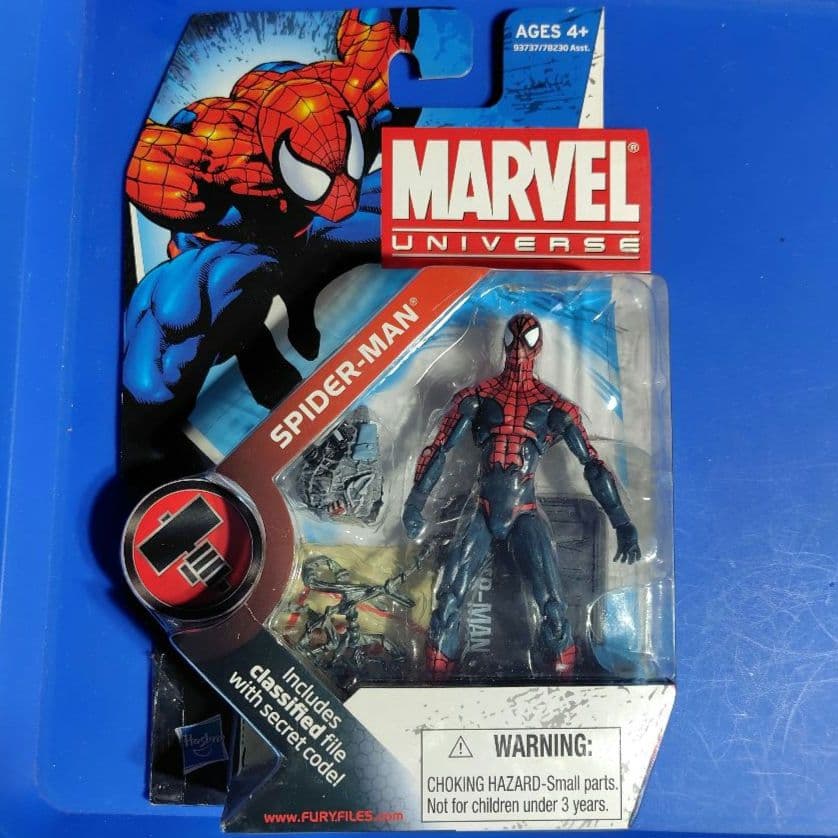 AGES 4+
93737/78230 Asst.
MARVEL®
UNIVERSE
SPIDER-MAN®
R-MAN
Includes
classified file
with secret code!
Hasbro
WARNING:
CHOKING HAZARD-Small parts.
Not for children under 3 years.
www.FURYFILES.com